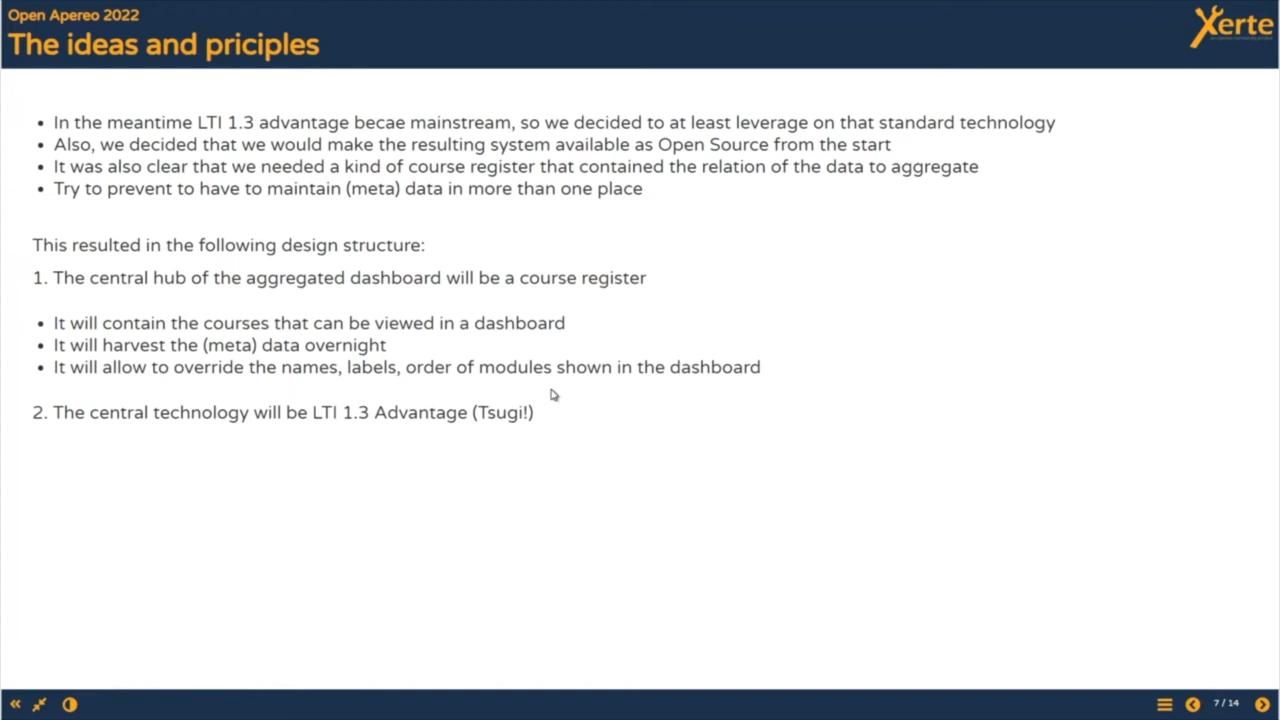 Open Apereo 2022
The ideas and priciples
Xerte
• In the meantime LTI 1.3 advantage becae mainstream, so we decided to at least leverage on that standard technology
• Also, we decided that we would make the resulting system available as Open Source from the start
• It was also clear that we needed a kind of course register that contained the relation of the data to aggregate
• Try to prevent to have to maintain (meta) data in more than one place
This resulted in the following design structure:
1. The central hub of the aggregated dashboard will be a course register
• It will contain the courses that can be viewed in a dashboard
• It will harvest the (meta) data overnight
• It will allow to override the names, labels, order of modules shown in the dashboard
2. The central technology will be LTI 1.3 Advantage (Tsugi!)
7 / 14